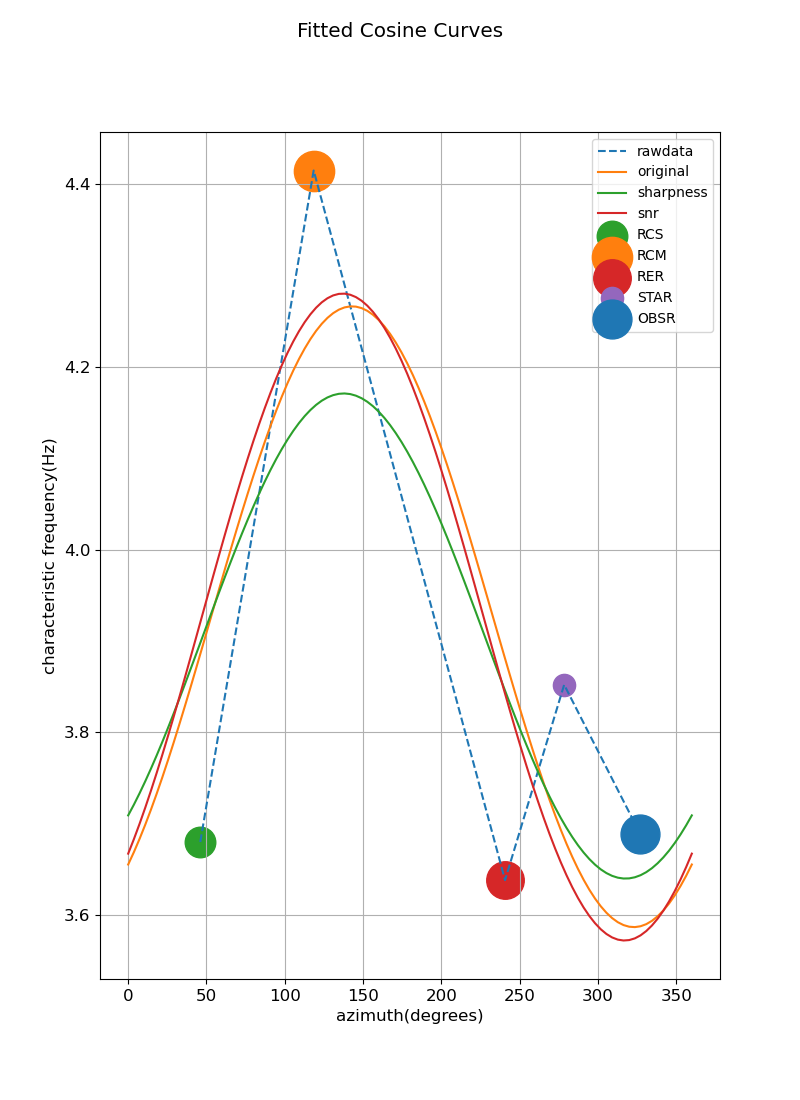 Fitted Cosine Curves
rawdata
original
sharpness
snr
RCS
RCM
RER
STAR
OBSR
characteristic frequency(Hz)
4.4
4.2
4.0
3.8
3.6
0 50 100 150 200 250 300 350
azimuth(degrees)